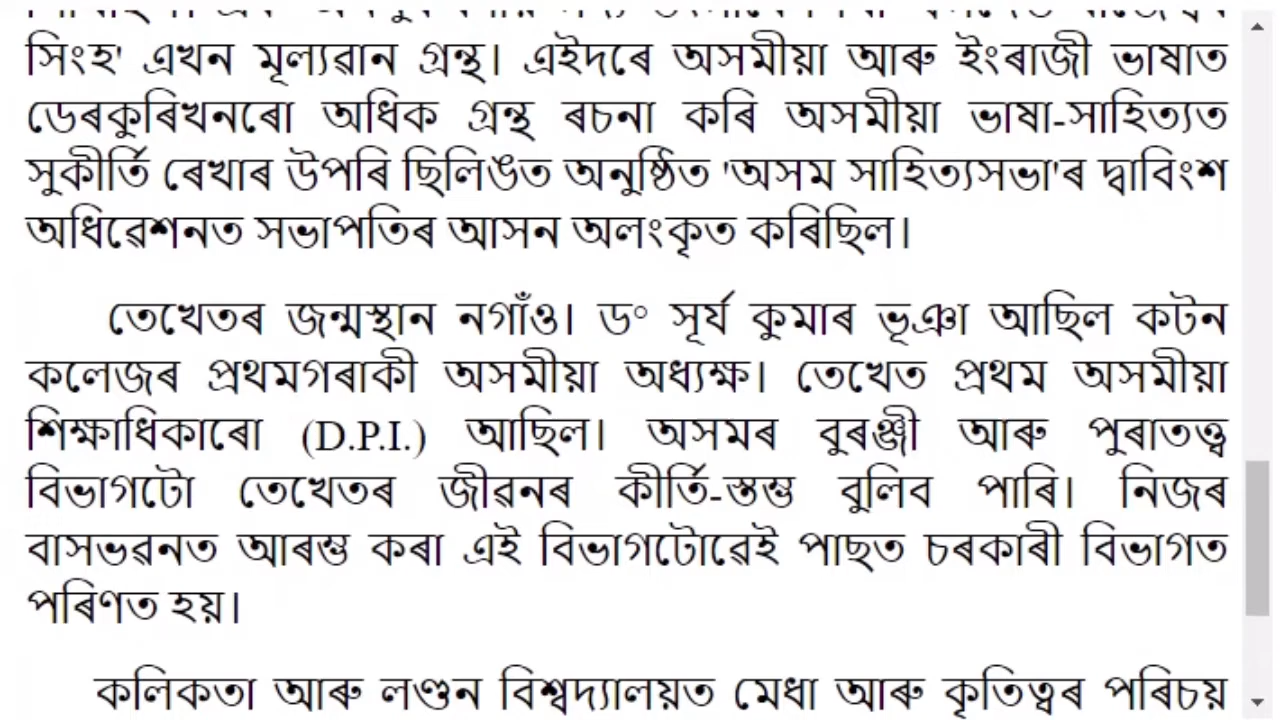 সিংহ' এখন মূল্যৱান গ্ৰন্থ। এইদৰে অসমীয়া আৰু ইংৰাজী ভাষাত
ডেৰকুৰিখনৰো অধিক গ্ৰন্থ ৰচনা কৰি অসমীয়া ভাষা-সাহিত্যত
সুকীৰ্তি ৰেখাৰ উপৰি ছিলিঙত অনুষ্ঠিত 'অসম সাহিত্যসভা'ৰ দ্বাবিংশ
অধিৱেশনত সভাপতিৰ আসন অলংকৃত কৰিছিল।
তেখেতৰ জন্মস্থান নগাঁও। ড° সূৰ্য কুমাৰ ভূঞা আছিল কটন
কলেজৰ প্ৰথমগৰাকী অসমীয়া অধ্যক্ষ। তেখেত প্ৰথম অসমীয়া
শিক্ষাধিকাৰো (D.P.I.) আছিল। অসমৰ বুৰঞ্জী আৰু পুৰাতত্ত্ব
বিভাগটো তেখেতৰ জীৱনৰ কীৰ্তি-স্তম্ভ বুলিব পাৰি। নিজৰ
বাসভৱনত আৰম্ভ কৰা এই বিভাগটোৱেই পাছত চৰকাৰী বিভাগত
পৰিণত হয়।
কলিকতা আৰু লণ্ডন বিশ্বদ্যালয়ত মেধা আৰু কৃতিত্বৰ পৰিচয়